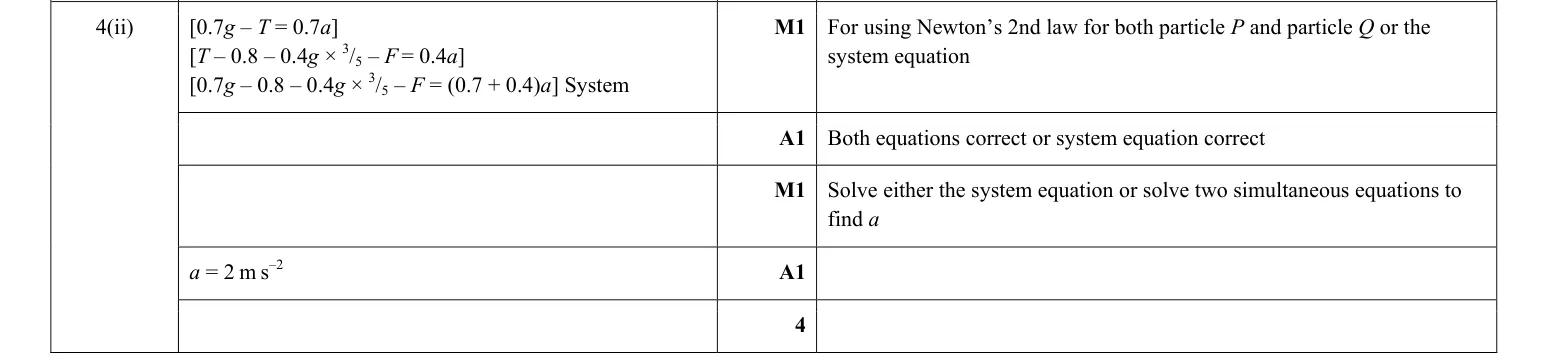 4(ii) [0.7g – T = 0.7a] M1 For using Newton's 2nd law for both particle P and particle Q or the
[T – 0.8 – 0.4g × 3/5 – F = 0.4a] system equation
[0.7g – 0.8 – 0.4g × 3/5 – F = (0.7 + 0.4)a] System
A1 Both equations correct or system equation correct
M1 Solve either the system equation or solve two simultaneous equations to
find a
a = 2 m s–2 A1
4